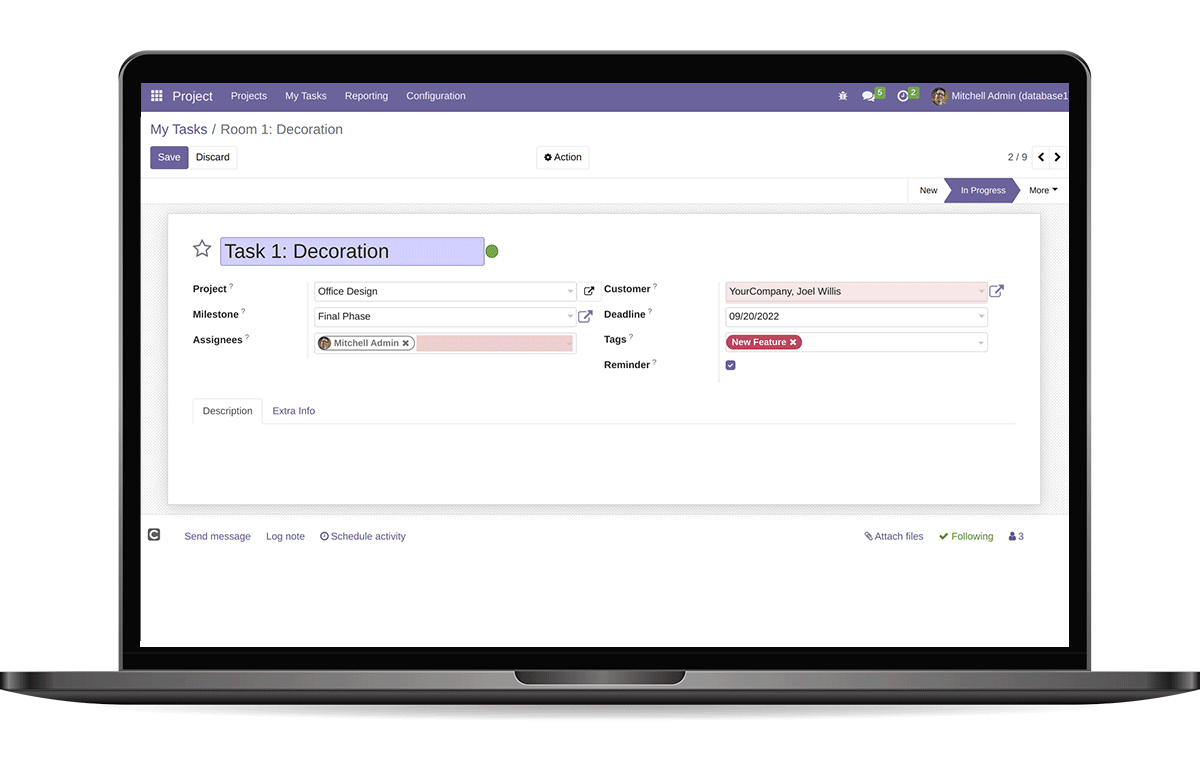 Project Projects My Tasks Reporting Configuration 5 2 Mitchell Admin (database1
My Tasks / Room 1: Decoration
Save Discard Action 2 / 9
New In Progress More
Task 1: Decoration
Project ? Office Design Customer ? YourCompany, Joel Willis
Milestone ? Final Phase Deadline ? 09/20/2022
Assignees ? Mitchell Admin Tags ? New Feature
Reminder ?
Description Extra Info
C Send message Log note Schedule activity Attach files Following 3